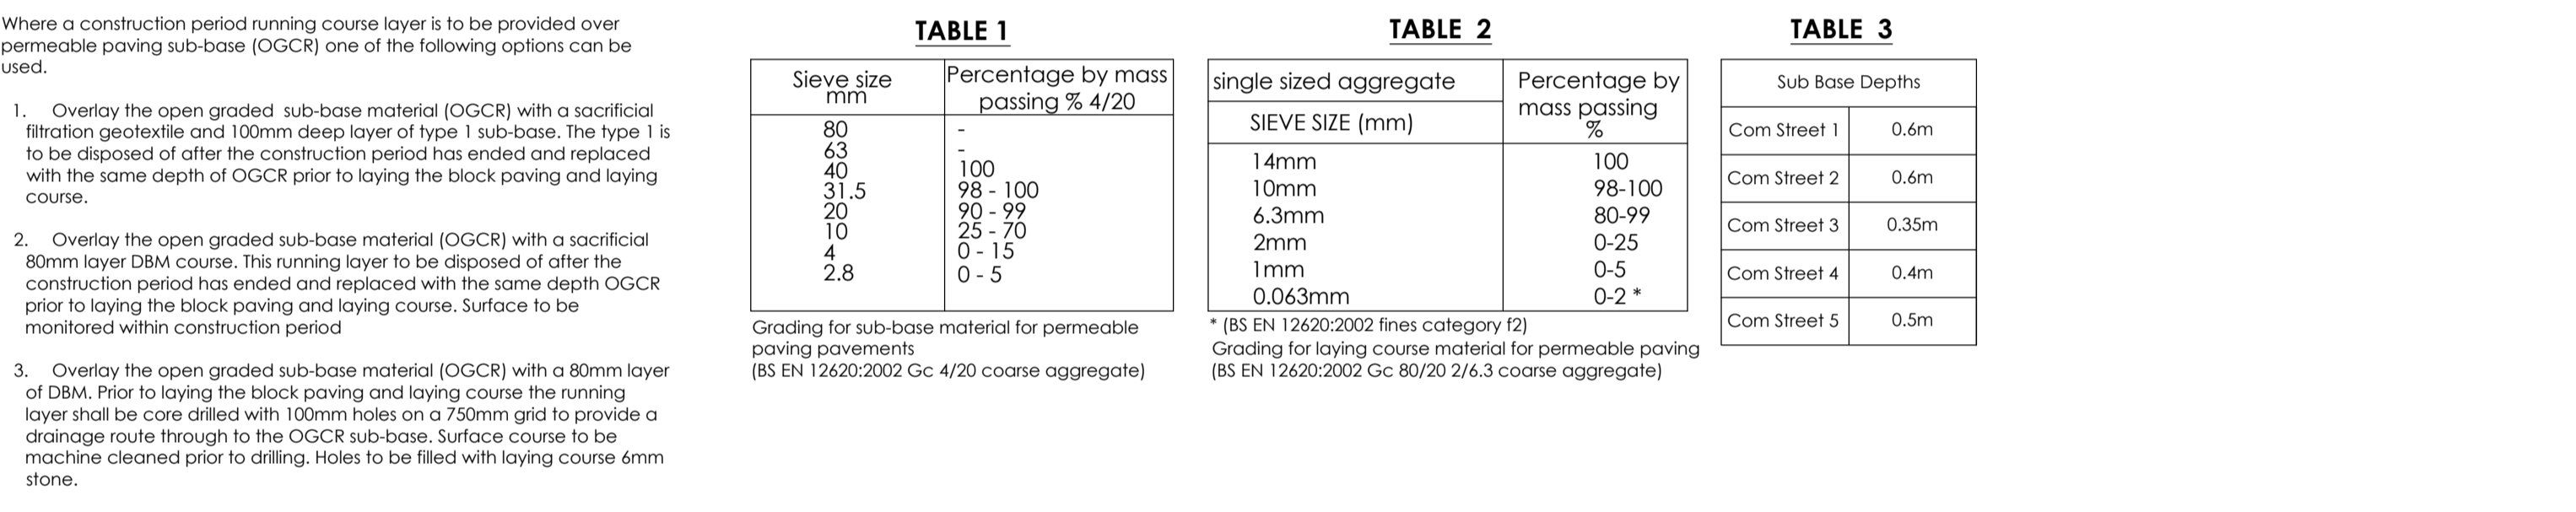 Where a construction period running course layer is to be provided over
permeable paving sub-base (OGCR) one of the following options can be
used.
1. Overlay the open graded sub-base material (OGCR) with a sacrificial
filtration geotextile and 100mm deep layer of type 1 sub-base. The type 1 is
to be disposed of after the construction period has ended and replaced
with the same depth of OGCR prior to laying the block paving and laying
course.
2. Overlay the open graded sub-base material (OGCR) with a sacrificial
80mm layer DBM course. This running layer to be disposed of after the
construction period has ended and replaced with the same depth OGCR
prior to laying the block paving and laying course. Surface to be
monitored within construction period
3. Overlay the open graded sub-base material (OGCR) with a 80mm layer
of DBM. Prior to laying the block paving and laying course the running
layer shall be core drilled with 100mm holes on a 750mm grid to provide a
drainage route through to the OGCR sub-base. Surface course to be
machine cleaned prior to drilling. Holes to be filled with laying course 6mm
stone.
TABLE 1
Sieve size
mm
Percentage by mass
passing % 4/20
80 -
63 -
40 100
31.5 98 - 100
20 90 - 99
10 25 - 70
4 0 - 15
2.8 0 - 5
Grading for sub-base material for permeable
paving pavements
(BS EN 12620:2002 Gc 4/20 coarse aggregate)
TABLE 2
single sized aggregate
SIEVE SIZE (mm)
Percentage by
mass passing
%
14mm 100
10mm 98-100
6.3mm 80-99
2mm 0-25
1mm 0-5
0.063mm 0-2 *
* (BS EN 12620:2002 fines category f2)
Grading for laying course material for permeable paving
(BS EN 12620:2002 Gc 80/20 2/6.3 coarse aggregate)
TABLE 3
Sub Base Depths
Com Street 1 0.6m
Com Street 2 0.6m
Com Street 3 0.35m
Com Street 4 0.4m
Com Street 5 0.5m